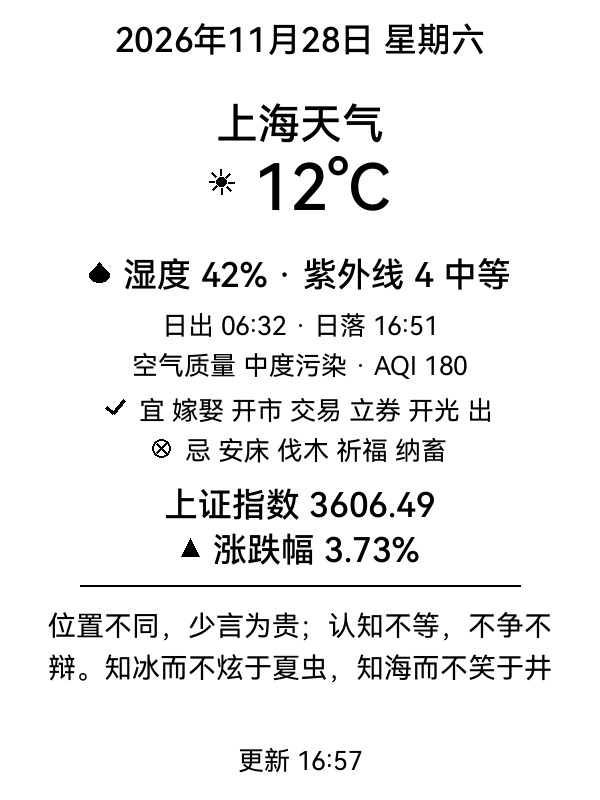 2026年11月28日 星期六
上海天气
12°C
湿度 42% · 紫外线 4 中等
日出 06:32 · 日落 16:51
空气质量 中度污染 · AQI 180
宜 嫁娶 开市 交易 立券 开光 出
忌 安床 伐木 祈福 纳畜
上证指数 3606.49
▲ 涨跌幅 3.73%
位置不同，少言为贵；认知不等，不争不
辩。知冰而不炫于夏虫，知海而不笑于井
更新 16:57